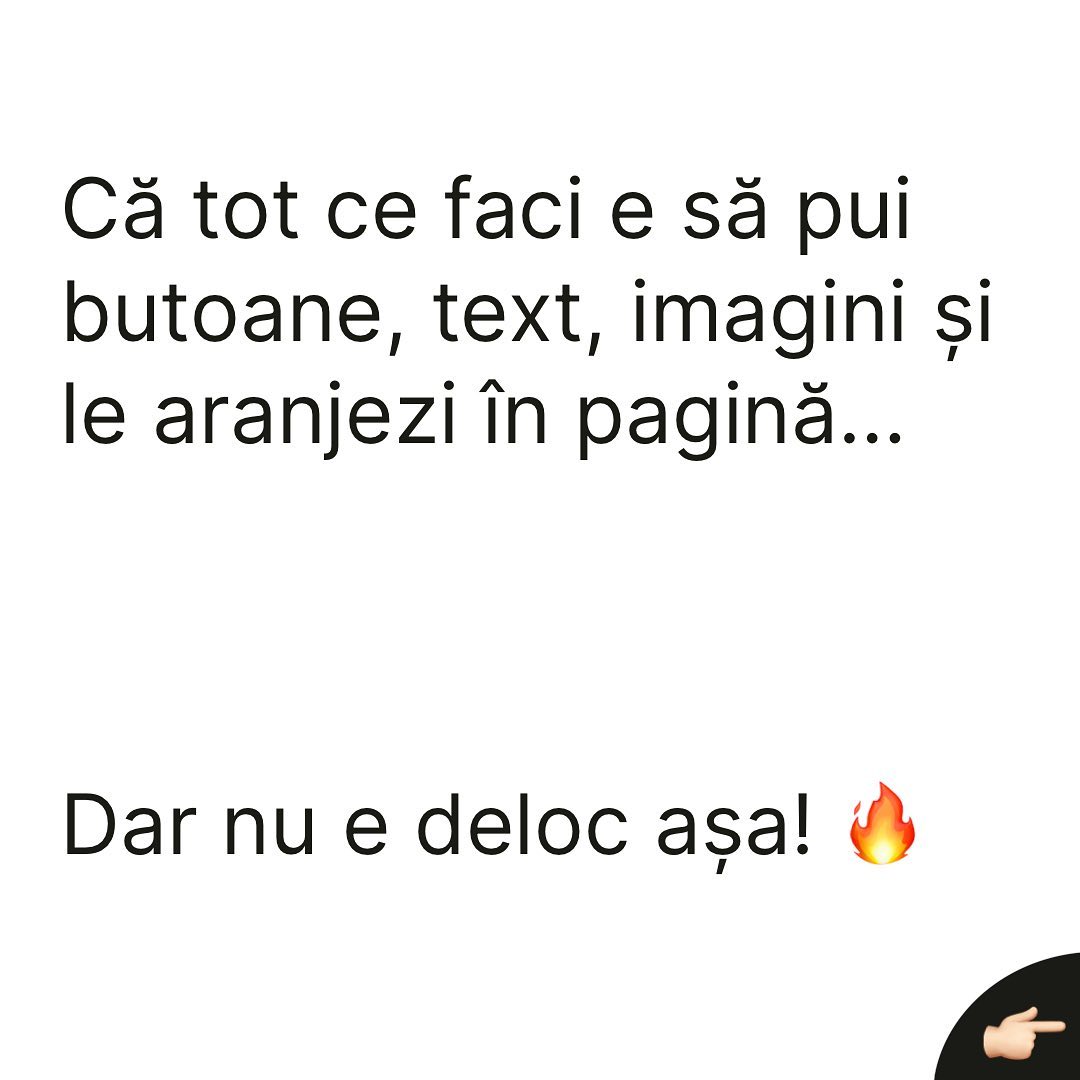 Că tot ce faci e să pui
butoane, text, imagini și
le aranjezi în pagină...
Dar nu e deloc așa! 🔥